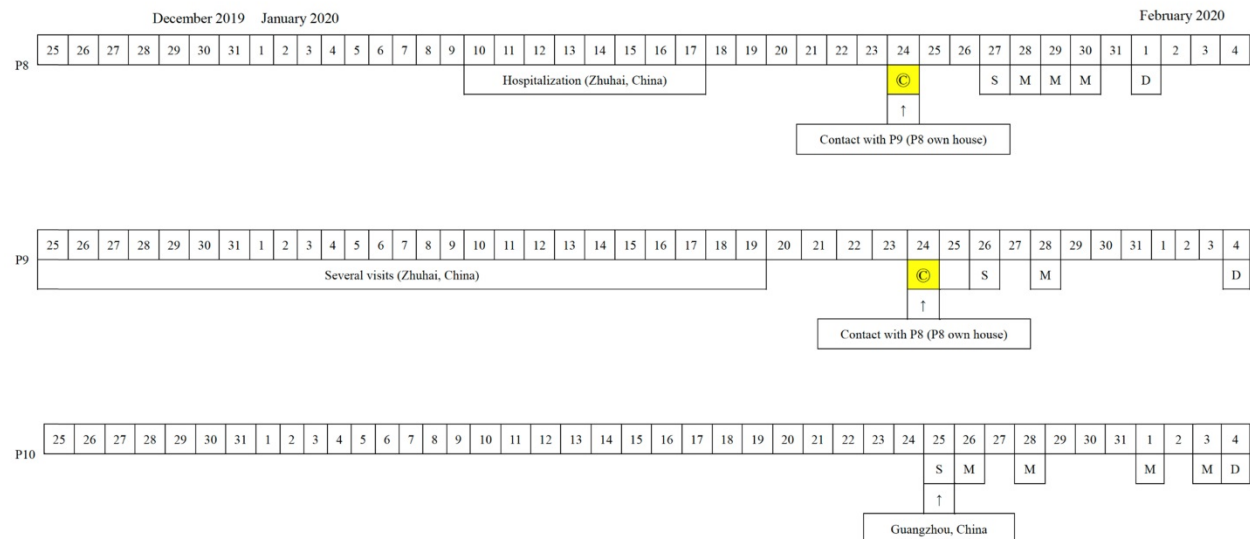 December 2019 January 2020 February 2020
25 26 27 28 29 30 31 1 2 3 4 5 6 7 8 9 10 11 12 13 14 15 16 17 18 19 20 21 22 23 24 25 26 27 28 29 30 31 1 2 3 4
P8 Hospitalization (Zhuhai, China) © S M M M D
↑
Contact with P9 (P8 own house)
25 26 27 28 29 30 31 1 2 3 4 5 6 7 8 9 10 11 12 13 14 15 16 17 18 19 20 21 22 23 24 25 26 27 28 29 30 31 1 2 3 4
P9 Several visits (Zhuhai, China) © S M D
↑
Contact with P8 (P8 own house)
25 26 27 28 29 30 31 1 2 3 4 5 6 7 8 9 10 11 12 13 14 15 16 17 18 19 20 21 22 23 24 25 26 27 28 29 30 31 1 2 3 4
P10 S M M M M D
↑
Guangzhou, China